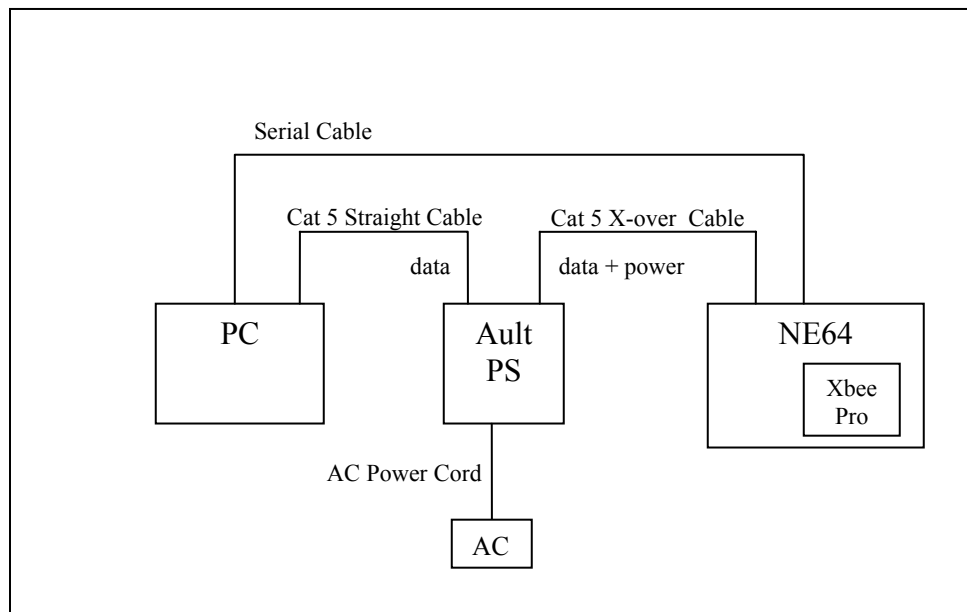 Serial Cable
Cat 5 Straight Cable
Cat 5 X-over Cable
data
data + power
PC
Ault
PS
NE64
Xbee
Pro
AC Power Cord
AC